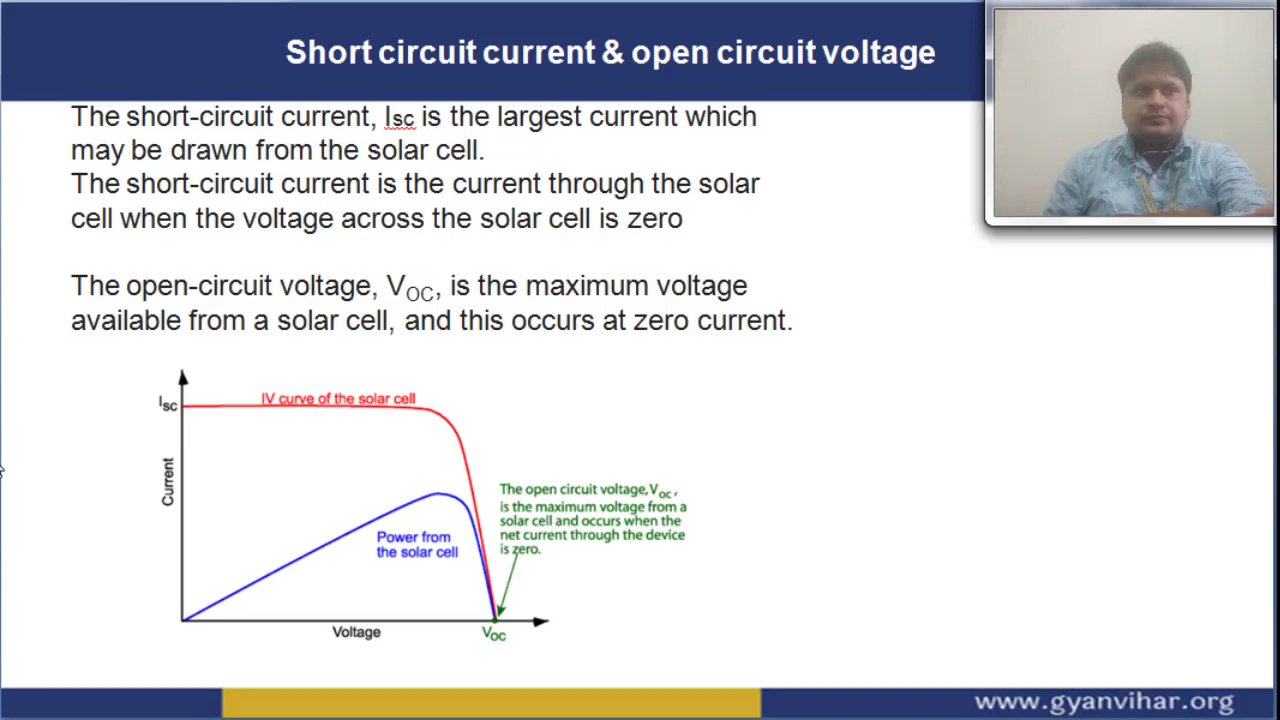 Short circuit current & open circuit voltage
The short-circuit current, Isc is the largest current which
may be drawn from the solar cell.
The short-circuit current is the current through the solar
cell when the voltage across the solar cell is zero
The open-circuit voltage, VOC, is the maximum voltage
available from a solar cell, and this occurs at zero current.
ISC
IV curve of the solar cell
Current
Power from
the solar cell
The open circuit voltage, Voc ,
is the maximum voltage from a
solar cell and occurs when the
net current through the device
is zero.
Voltage
VOC
www.gyanvihar.org